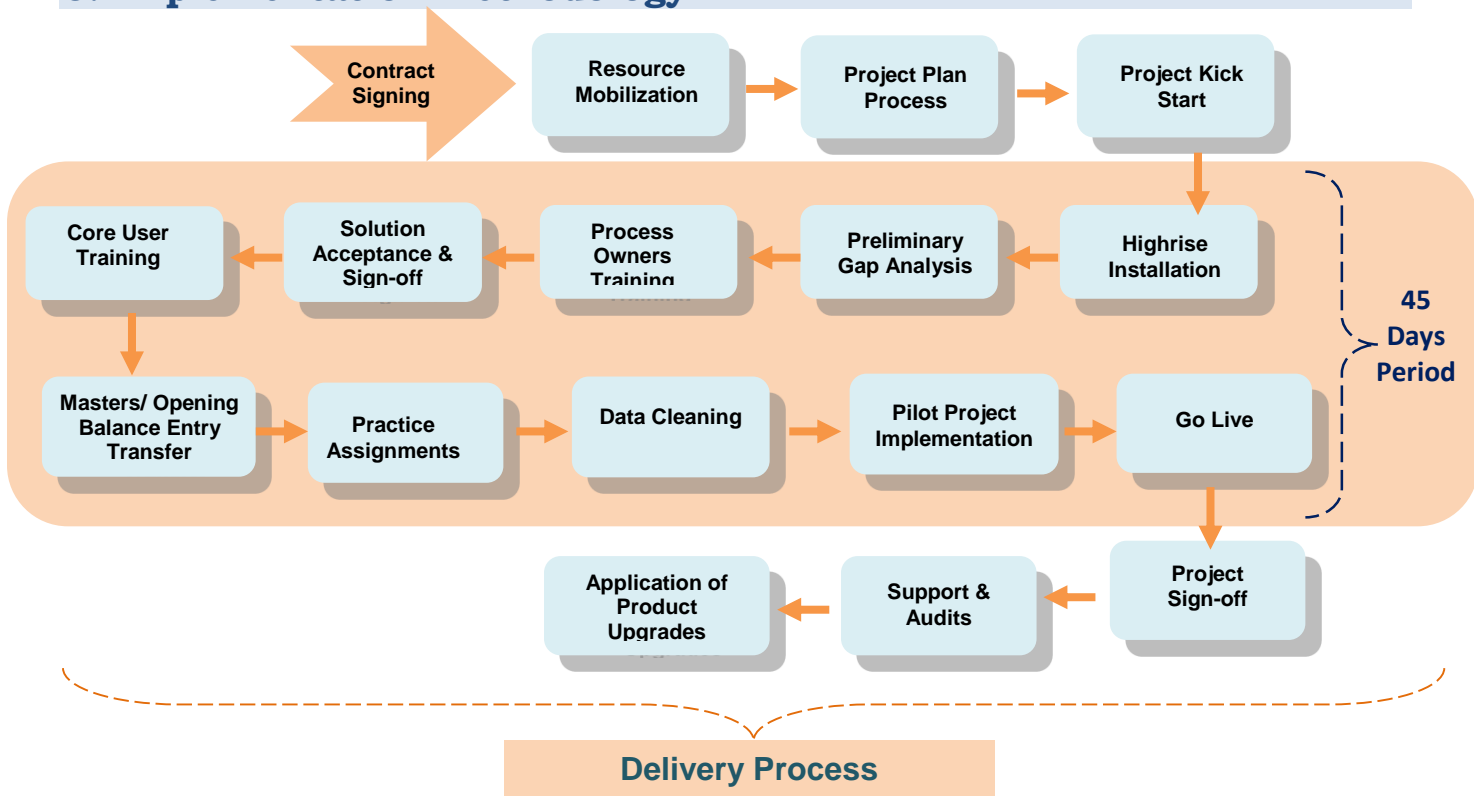 Contract
Signing
Resource
Mobilization
Project Plan
Process
Project Kick
Start
Core User
Training
Solution
Acceptance &
Sign-off
Process
Owners
Training
Preliminary
Gap Analysis
Highrise
Installation
45
Days
Period
Masters/ Opening
Balance Entry
Transfer
Practice
Assignments
Data Cleaning
Pilot Project
Implementation
Go Live
Application of
Product
Upgrades
Support &
Audits
Project
Sign-off
Delivery Process